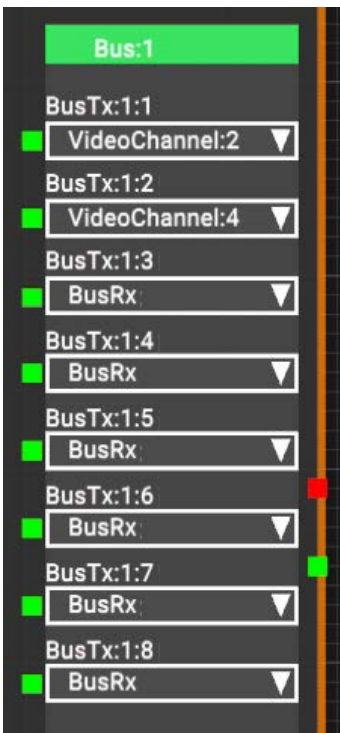 Bus:1
BusTx:1:1
VideoChannel:2
BusTx:1:2
VideoChannel:4
BusTx:1:3
BusRx
BusTx:1:4
BusRx
BusTx:1:5
BusRx
BusTx:1:6
BusRx
BusTx:1:7
BusRx
BusTx:1:8
BusRx